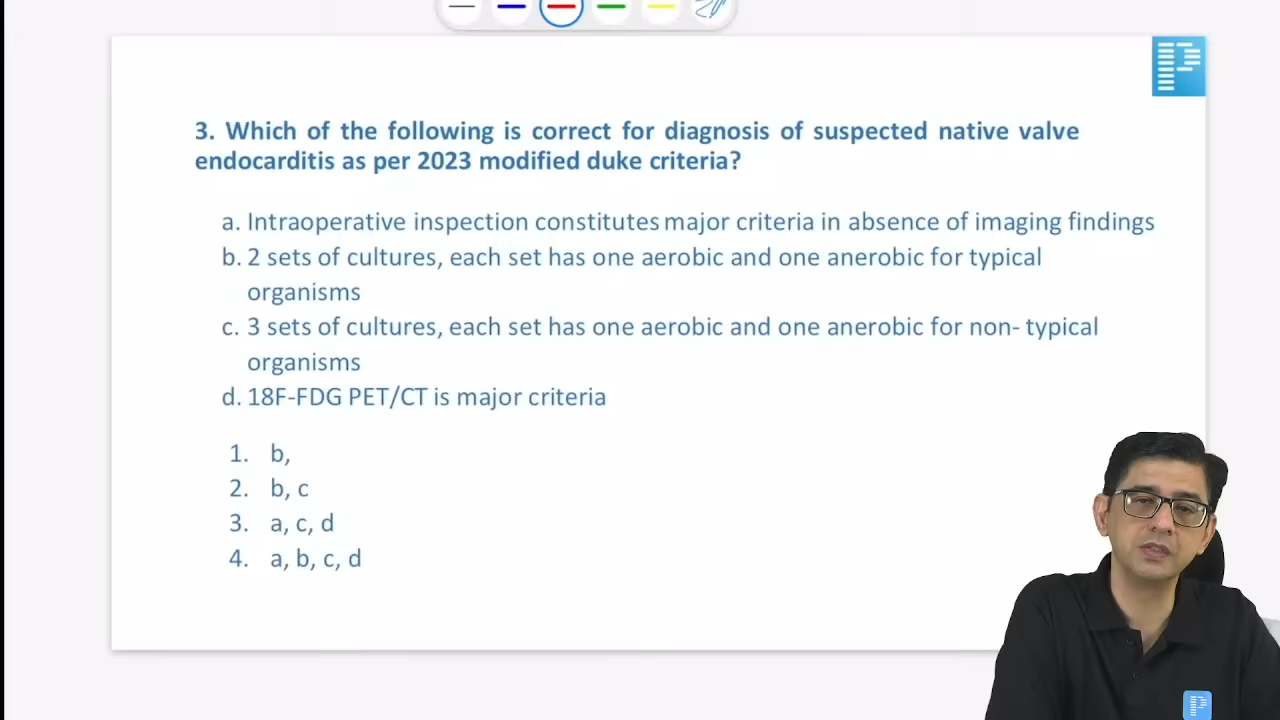 3. Which of the following is correct for diagnosis of suspected native valve
endocarditis as per 2023 modified duke criteria?
a. Intraoperative inspection constitutes major criteria in absence of imaging findings
b. 2 sets of cultures, each set has one aerobic and one anerobic for typical
organisms
c. 3 sets of cultures, each set has one aerobic and one anerobic for non- typical
organisms
d. 18F-FDG PET/CT is major criteria
1. b,
2. b, c
3. a, c, d
4. a, b, c, d